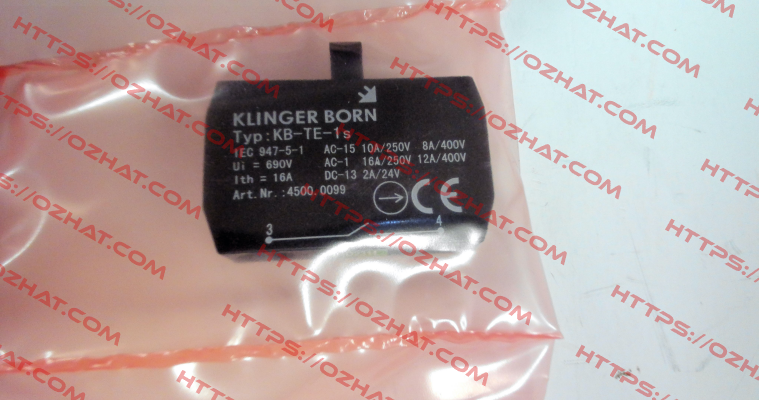 KLINGER BORN
Typ:KB-TE-1s
IEC 947-5-1 AC-15 10A/250V 8A/400V
Ui = 690V AC-1 16A/250V 12A/400V
Ith = 16A DC-13 2A/24V
Art.Nr.:4500.0099
CE
3 4
HTTPS://OZHAT.COM